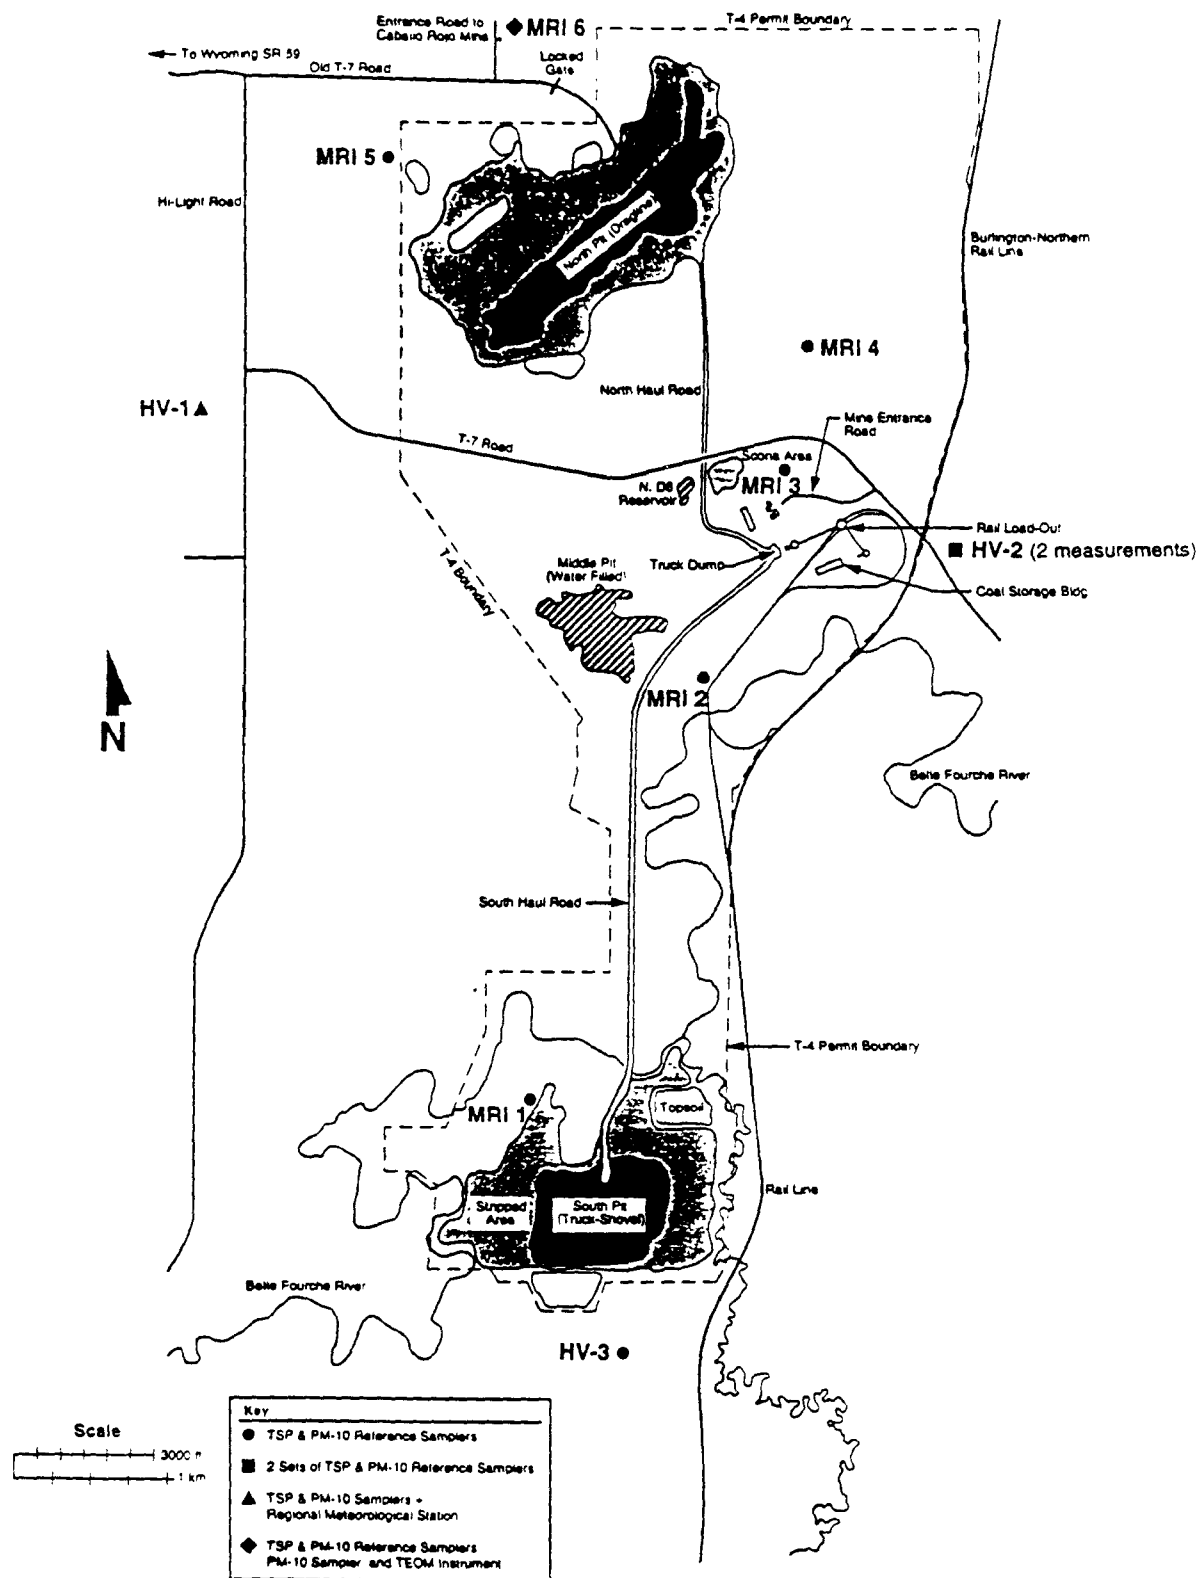 Entrance Road to
Caballo Rojo Mine
MRI 6
T-4 Permit Boundary
To Wyoming SR 59
Old T-7 Road
Locked
Gate
MRI 5
Hi-Light Road
North Pit (Dragline)
Burlington-Northern
Rail Line
MRI 4
North Haul Road
HV-1
Mine Entrance
Road
T-7 Road
Scoria Area
MRI 3
N. D8
Reservoir
Rail Load-Out
HV-2 (2 measurements)
Truck Dump
Middle Pit
(Water Filled)
Coal Storage Bldg
T-4 Boundary
MRI 2
N
Belle Fourche River
South Haul Road
T-4 Permit Boundary
MRI 1
Topsoil
Rail Line
Stripped
Area
South Pit
(Truck-Shovel)
Belle Fourche River
HV-3
Key
TSP & PM-10 Reference Samplers
2 Sets of TSP & PM-10 Reference Samplers
TSP & PM-10 Samplers +
Regional Meteorological Station
TSP & PM-10 Reference Samplers
PM-10 Sampler and TEOM Instrument
Scale
3000 ft
1 km